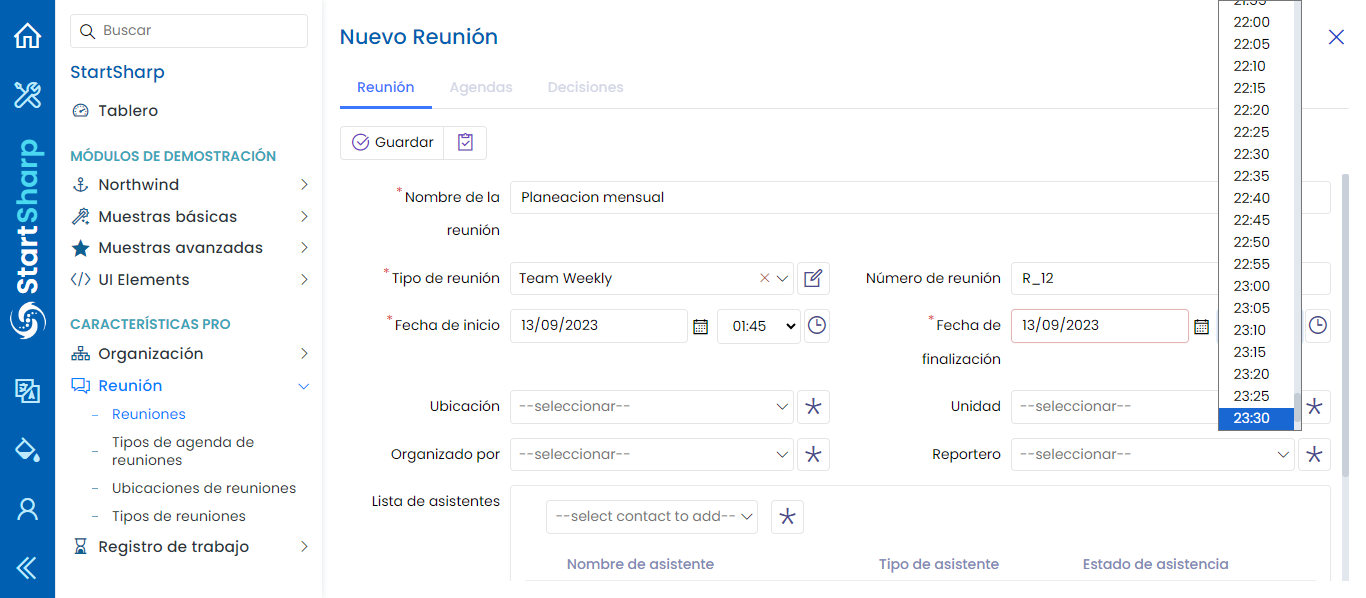 StartSharp
Buscar
StartSharp
Tablero
MÓDULOS DE DEMOSTRACIÓN
Northwind
Muestras básicas
Muestras avanzadas
UI Elements
CARACTERÍSTICAS PRO
Organización
Reunión
Reuniones
Tipos de agenda de
reuniones
Ubicaciones de reuniones
Tipos de reuniones
Registro de trabajo
Nuevo Reunión
Reunión
Agendas
Decisiones
Guardar
*Nombre de la
reunión
Planeacion mensual
*Tipo de reunión
Team Weekly
Número de reunión
R_12
*Fecha de inicio
13/09/2023
01:45
*Fecha de
finalización
13/09/2023
Ubicación
--seleccionar--
Unidad
--seleccionar--
Organizado por
--seleccionar--
Reportero
--seleccionar--
Lista de asistentes
--select contact to add--
Nombre de asistente
Tipo de asistente
Estado de asistencia
21:55
22:00
22:05
22:10
22:15
22:20
22:25
22:30
22:35
22:40
22:45
22:50
22:55
23:00
23:05
23:10
23:15
23:20
23:25
23:30